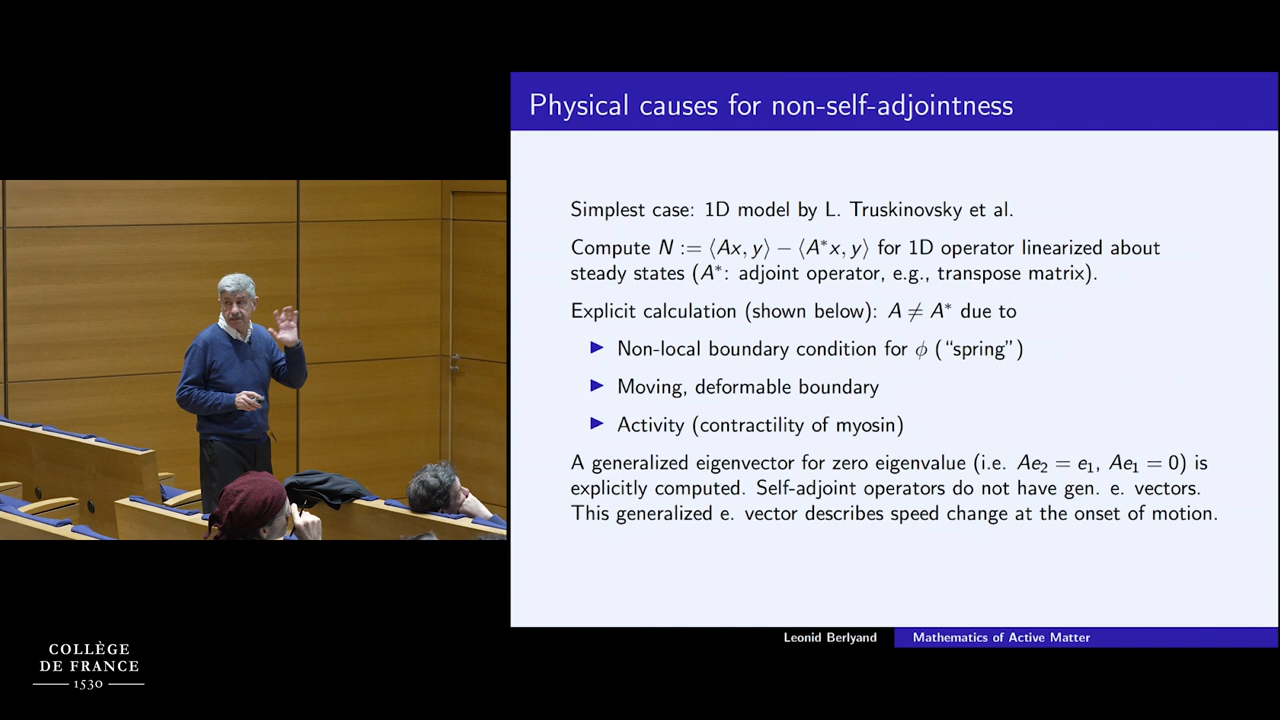 Physical causes for non-self-adjointness
Simplest case: 1D model by L. Truskinovsky et al.
Compute N := ⟨Ax, y⟩ − ⟨A*x, y⟩ for 1D operator linearized about
steady states (A*: adjoint operator, e.g., transpose matrix).
Explicit calculation (shown below): A ≠ A* due to
▶ Non-local boundary condition for ϕ (“spring”)
▶ Moving, deformable boundary
▶ Activity (contractility of myosin)
A generalized eigenvector for zero eigenvalue (i.e. Ae₂ = e₁, Ae₁ = 0) is
explicitly computed. Self-adjoint operators do not have gen. e. vectors.
This generalized e. vector describes speed change at the onset of motion.
Leonid Berlyand Mathematics of Active Matter
COLLÈGE
DE FRANCE
1530